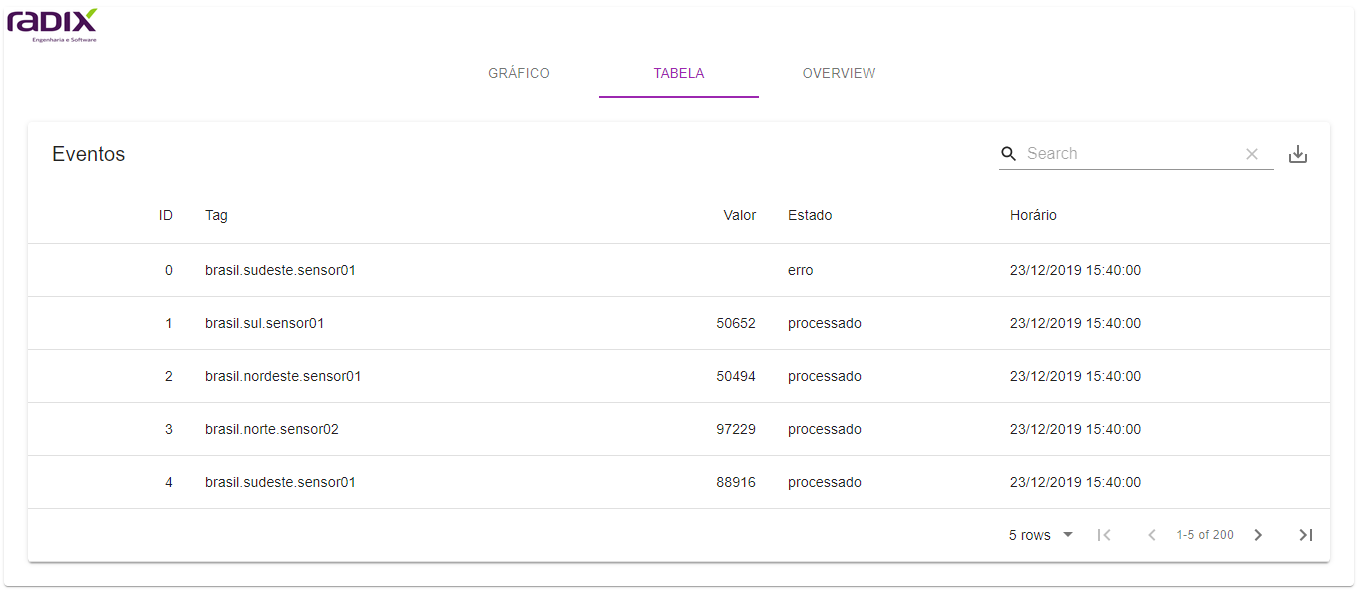 radix
Engenharia e Software
GRÁFICO TABELA OVERVIEW
Eventos Search
ID Tag Valor Estado Horário
0 brasil.sudeste.sensor01 erro 23/12/2019 15:40:00
1 brasil.sul.sensor01 50652 processado 23/12/2019 15:40:00
2 brasil.nordeste.sensor01 50494 processado 23/12/2019 15:40:00
3 brasil.norte.sensor02 97229 processado 23/12/2019 15:40:00
4 brasil.sudeste.sensor01 88916 processado 23/12/2019 15:40:00
5 rows 1-5 of 200